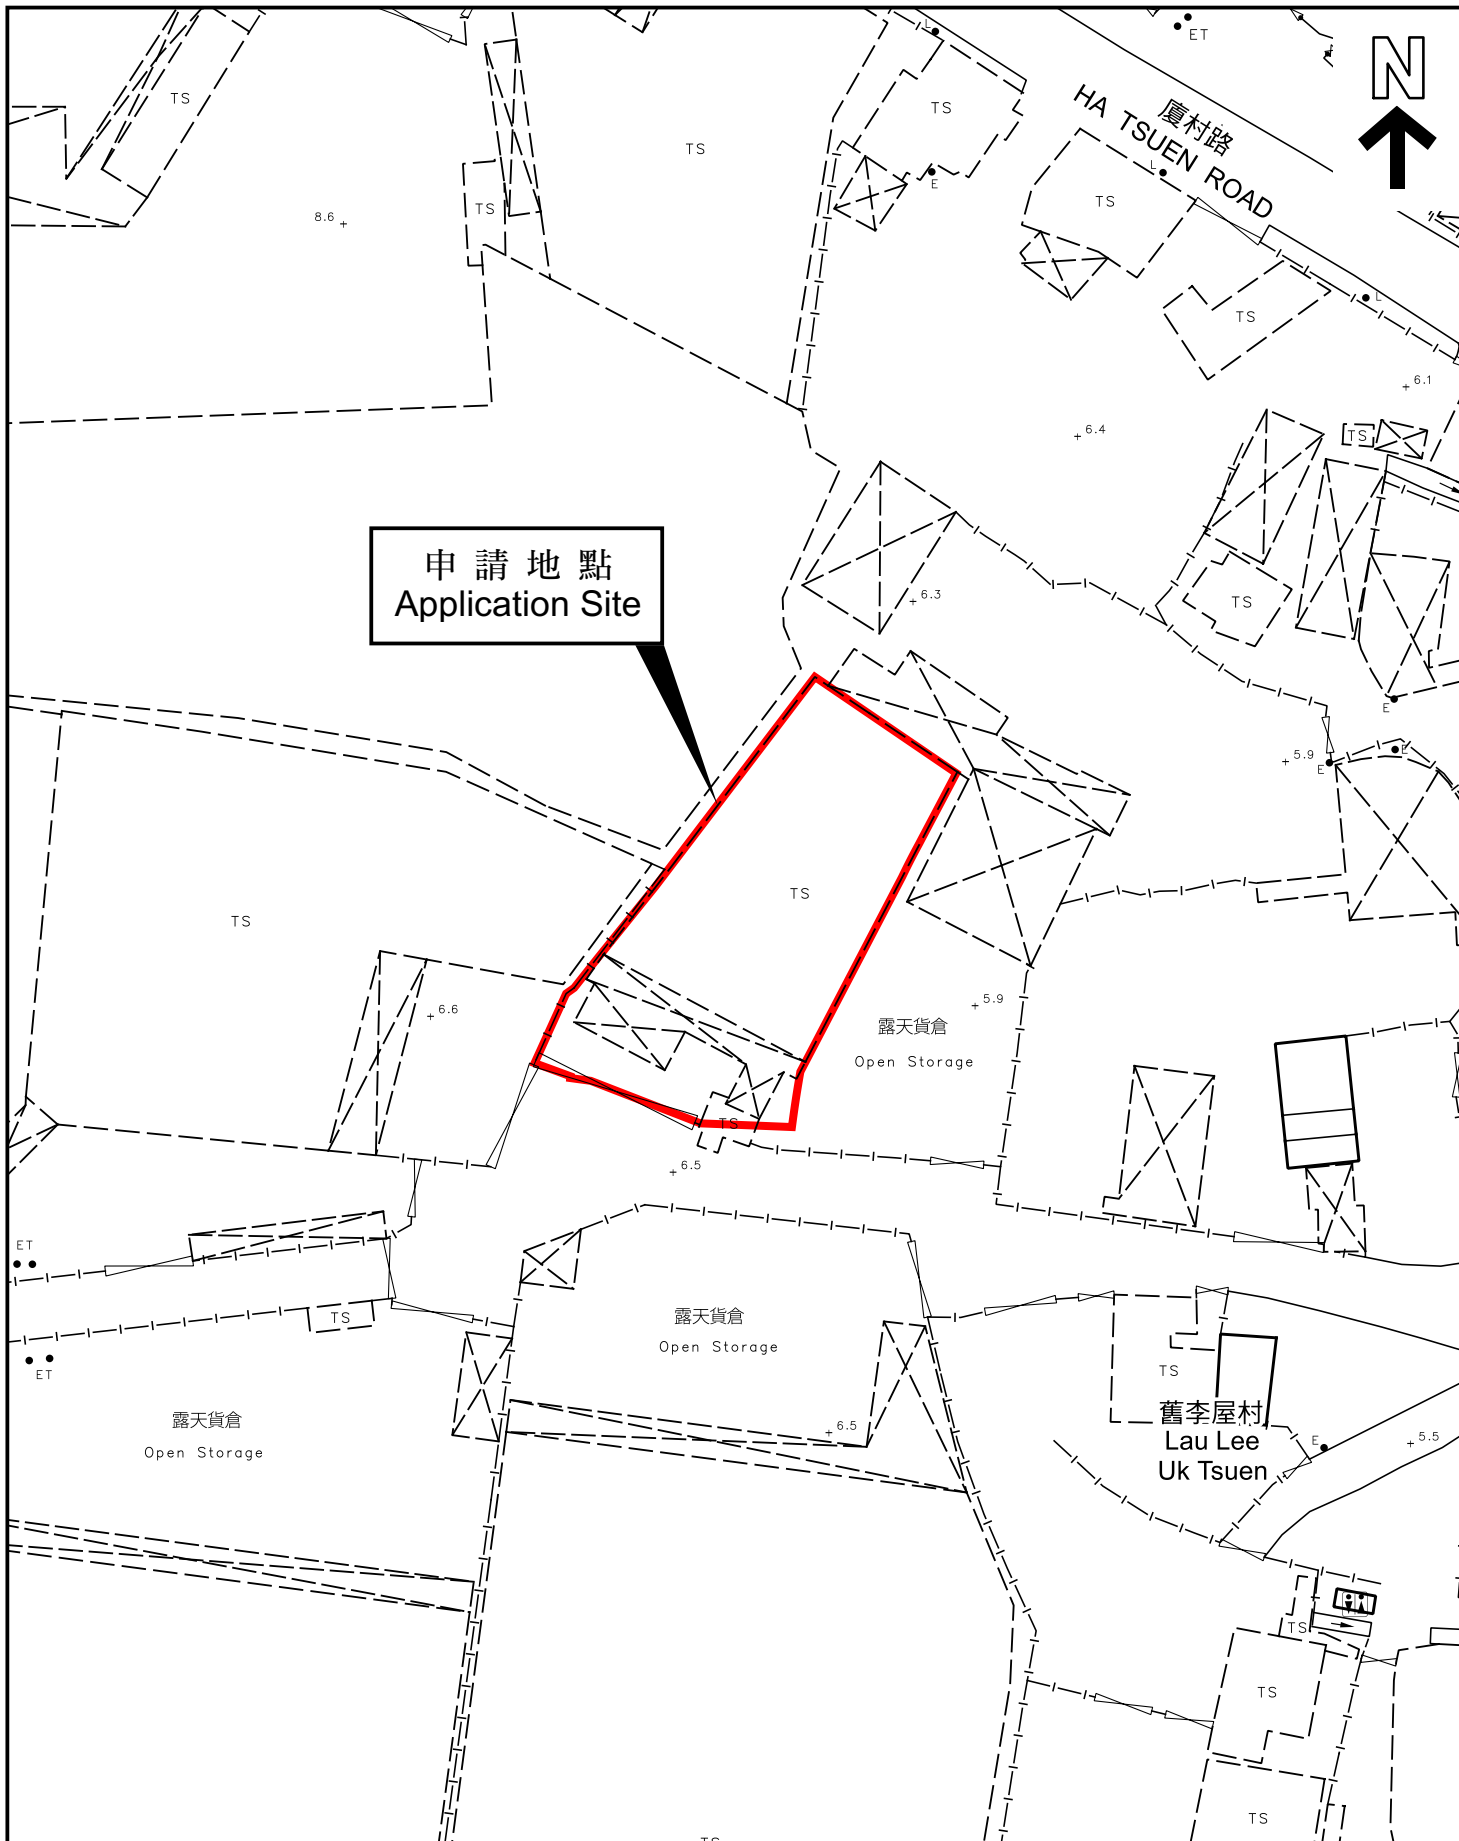 L
ET
N
TS
TS
廈村路
HA TSUEN ROAD
TS
L
E
TS
TS
8.6
L
TS
6.1
6.4
TS
申請地點
Application Site
6.3
TS
E
E
5.9
E
TS
TS
6.6
5.9
露天貨倉
Open Storage
TS
6.5
ET
露天貨倉
Open Storage
TS
ET
TS
露天貨倉
Open Storage
6.5
舊李屋村
Lau Lee
Uk Tsuen
E
5.5
TS
TS
TS
TS